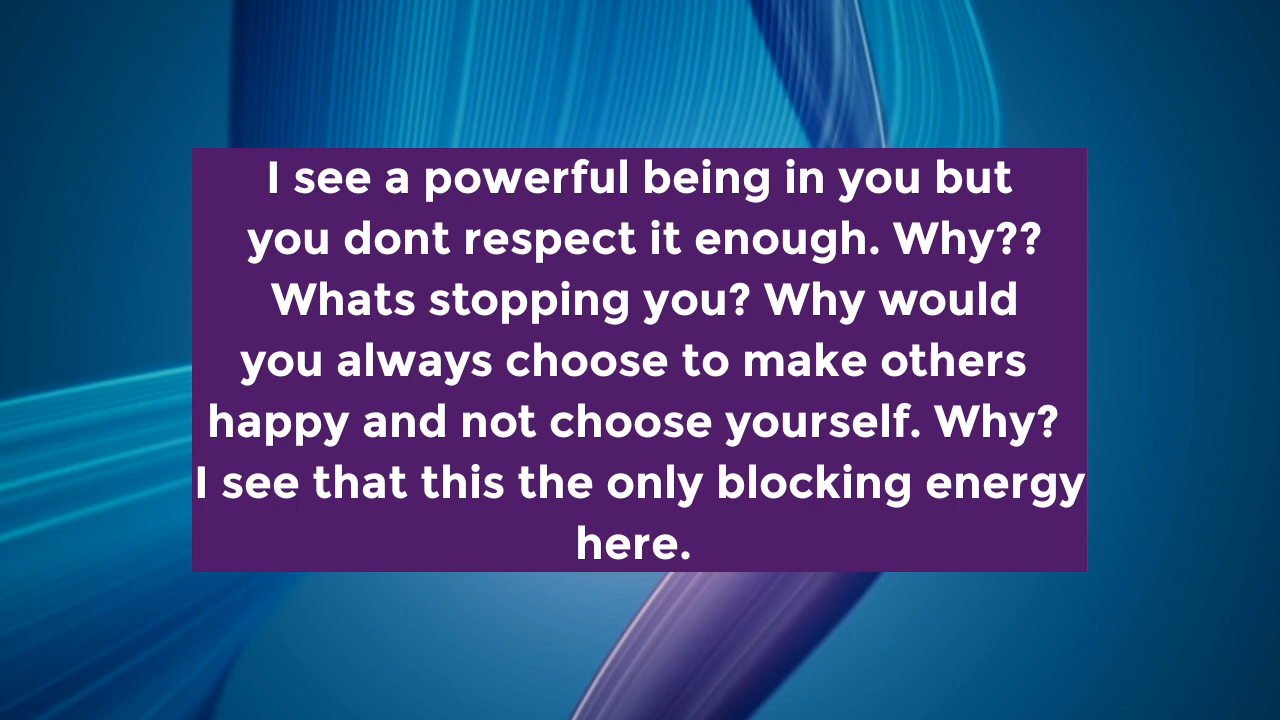 I see a powerful being in you but
you dont respect it enough. Why??
Whats stopping you? Why would
you always choose to make others
happy and not choose yourself. Why?
I see that this the only blocking energy
here.